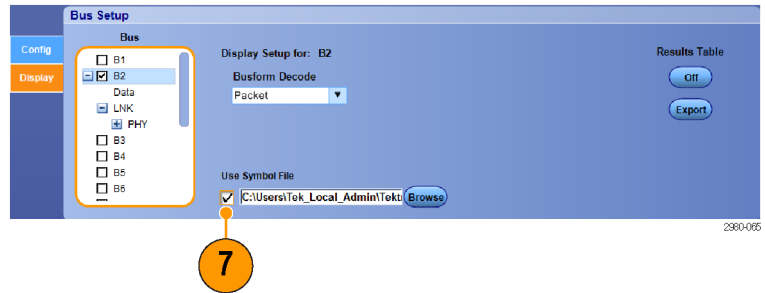 Bus Setup
Config
Display
Bus
B1
B2
Data
LNK
PHY
B3
B4
B5
B6
Display Setup for: B2
Busform Decode
Packet
Use Symbol File
C:\Users\Tek_Local_Admin\Tekt
Browse
Results Table
Off
Export
2980-065
7